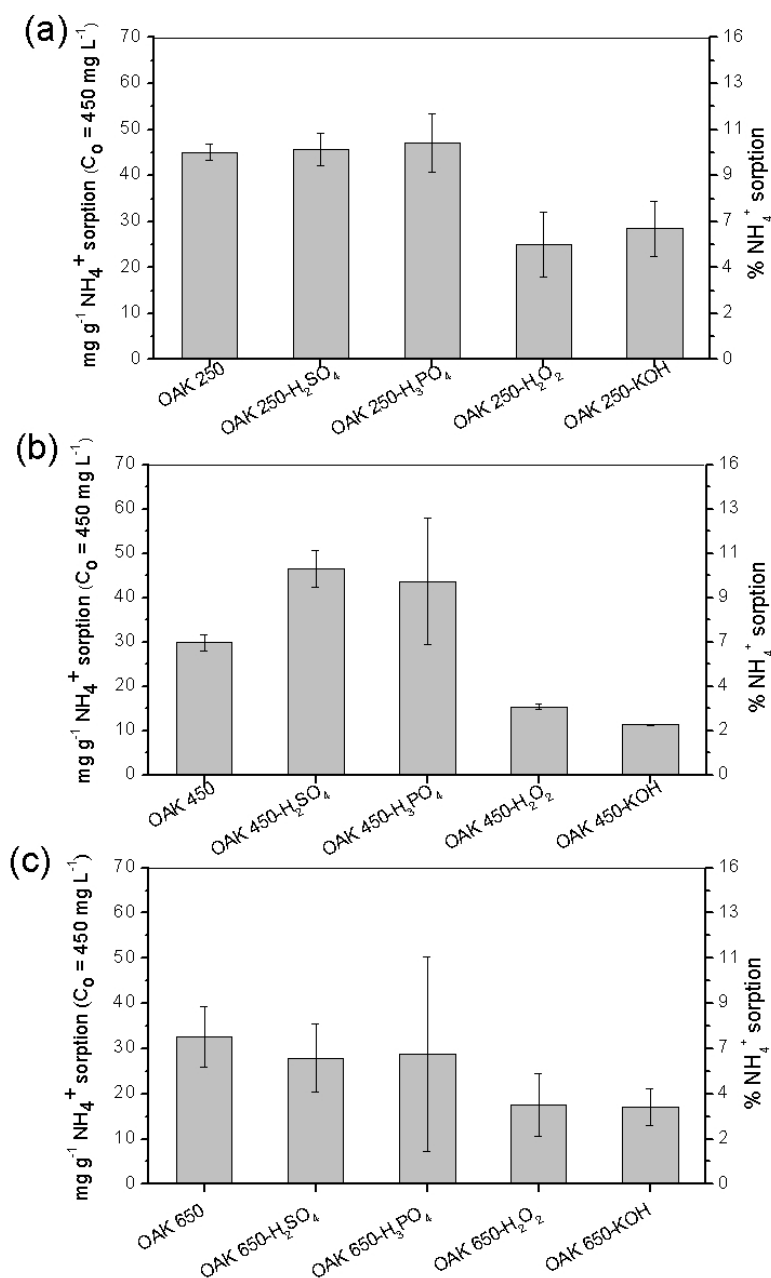 (a)
mg g⁻¹ NH₄⁺ sorption (C₀ = 450 mg L⁻¹)
70
60
50
40
30
20
10
0
16
13
11
9
7
4
2
0
% NH₄⁺ sorption
OAK 250
OAK 250-H₂SO₄
OAK 250-H₃PO₄
OAK 250-H₂O₂
OAK 250-KOH
(b)
mg g⁻¹ NH₄⁺ sorption (C₀ = 450 mg L⁻¹)
70
60
50
40
30
20
10
0
16
13
11
9
7
4
2
0
% NH₄⁺ sorption
OAK 450
OAK 450-H₂SO₄
OAK 450-H₃PO₄
OAK 450-H₂O₂
OAK 450-KOH
(c)
mg g⁻¹ NH₄⁺ sorption (C₀ = 450 mg L⁻¹)
70
60
50
40
30
20
10
0
16
13
11
9
7
4
2
0
% NH₄⁺ sorption
OAK 650
OAK 650-H₂SO₄
OAK 650-H₃PO₄
OAK 650-H₂O₂
OAK 650-KOH